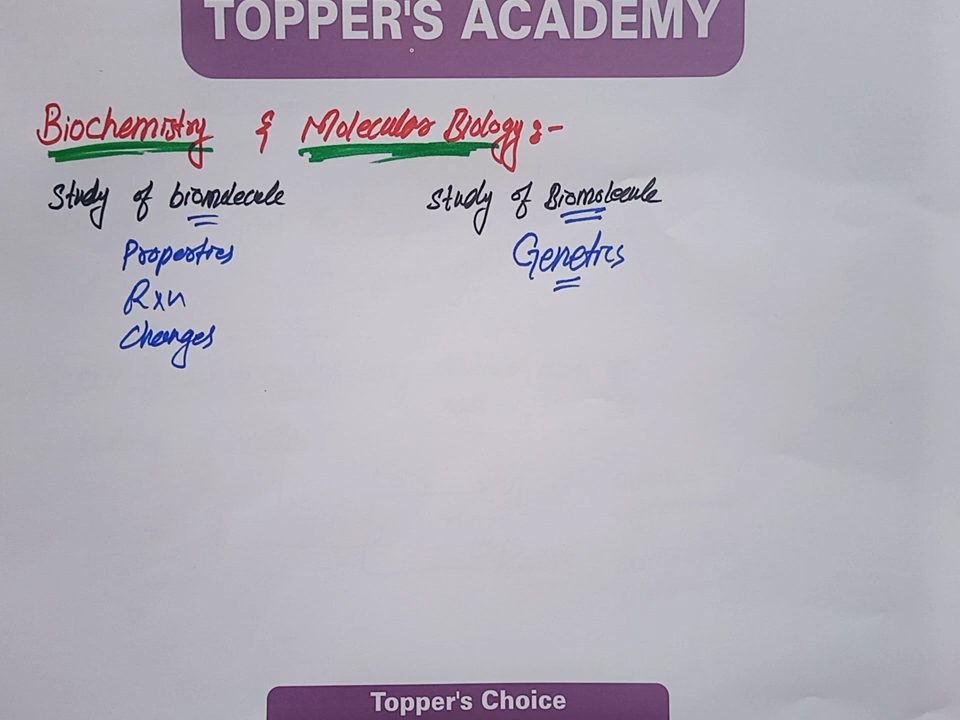 TOPPER'S ACADEMY
Biochemistry & Molecular Biology :-
Study of biomolecule
Properties
Rxn
Changes
Study of Biomolecule
Genetics
Topper's Choice